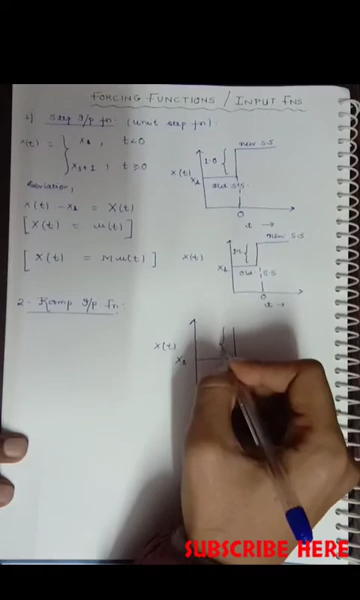 FORCING FUNCTIONS / INPUT FNS
1) Step I/p fn: (Unit step fn)
x(t) = { xs , t<0
xs+1 ; t≥0
deviation,
x(t) - xs = X(t)
[X(t) = u(t)]
[X(t) = Mu(t)]
2. Ramp I/p fn.
new S.S
1.0
x(t)
xs
old S.S.
0
t →
new S.S
M
x(t)
xs
old S.S
0
t →
x(t)
xs
SUBSCRIBE HERE